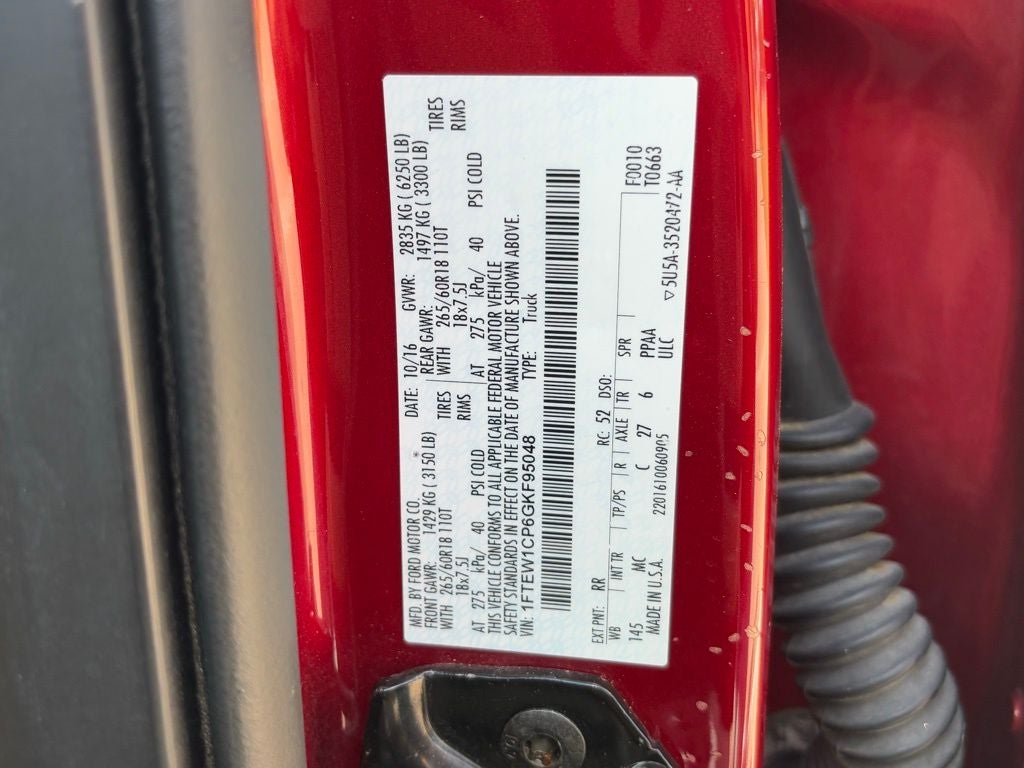 MFD. BY FORD MOTOR CO. DATE: 10/16 GVWR: 2835 KG ( 6250 LB)
FRONT GAWR: 1429 KG ( 3150 LB) REAR GAWR: 1497 KG ( 3300 LB)
WITH 265/60R18 110T TIRES WITH 265/60R18 110T TIRES
18x7.5J RIMS 18x7.5J RIMS
AT 275 kPa/ 40 PSI COLD AT 275 kPa/ 40 PSI COLD
THIS VEHICLE CONFORMS TO ALL APPLICABLE FEDERAL MOTOR VEHICLE
SAFETY STANDARDS IN EFFECT ON THE DATE OF MANUFACTURE SHOWN ABOVE.
VIN: 1FTEW1CP6GKF95048 TYPE: Truck
EXT PNT: RR RC: 52 DSO:
WB INT TR TP/PS R AXLE TR SPR F0010
145 MC C 27 6 PPAA T0663
MADE IN U.S.A. ULC
2201610060905 ▽5U5A-3520472-AA